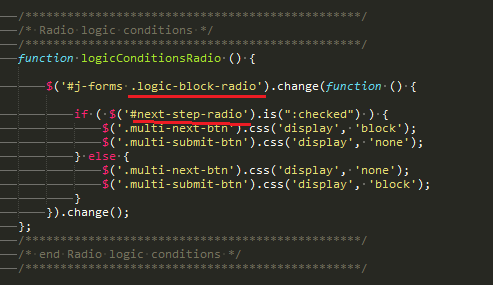 /************************************************/
/* Radio logic conditions */
/************************************************/
function logicConditionsRadio () {
$('#j-forms .logic-block-radio').change(function () {
if ( $('#next-step-radio').is(":checked") ) {
$('.multi-next-btn').css('display', 'block');
$('.multi-submit-btn').css('display', 'none');
} else {
$('.multi-next-btn').css('display', 'none');
$('.multi-submit-btn').css('display', 'block');
}
}).change();
};
/************************************************/
/* end Radio logic conditions */
/************************************************/